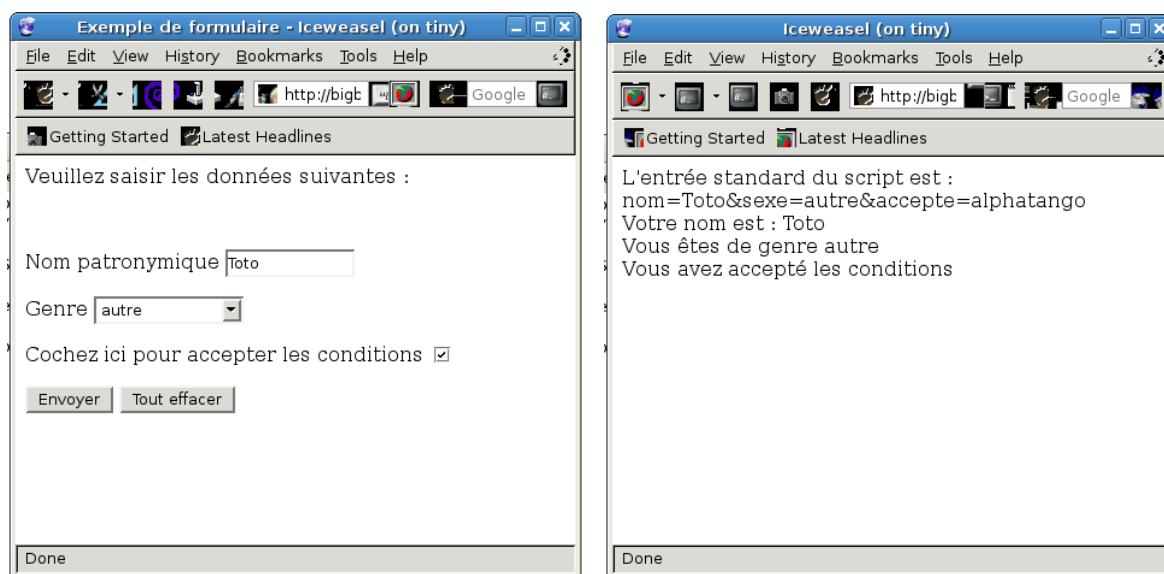 Exemple de formulaire - Iceweasel (on tiny)
File Edit View History Bookmarks Tools Help
http://bigb
Google
Getting Started Latest Headlines
Veuillez saisir les données suivantes :
Nom patronymique Toto
Genre autre
Cochez ici pour accepter les conditions
Envoyer Tout effacer
Done
Iceweasel (on tiny)
File Edit View History Bookmarks Tools Help
http://bigb
Google
Getting Started Latest Headlines
L'entrée standard du script est :
nom=Toto&sexe=autre&accepte=alphatango
Votre nom est : Toto
Vous êtes de genre autre
Vous avez accepté les conditions
Done